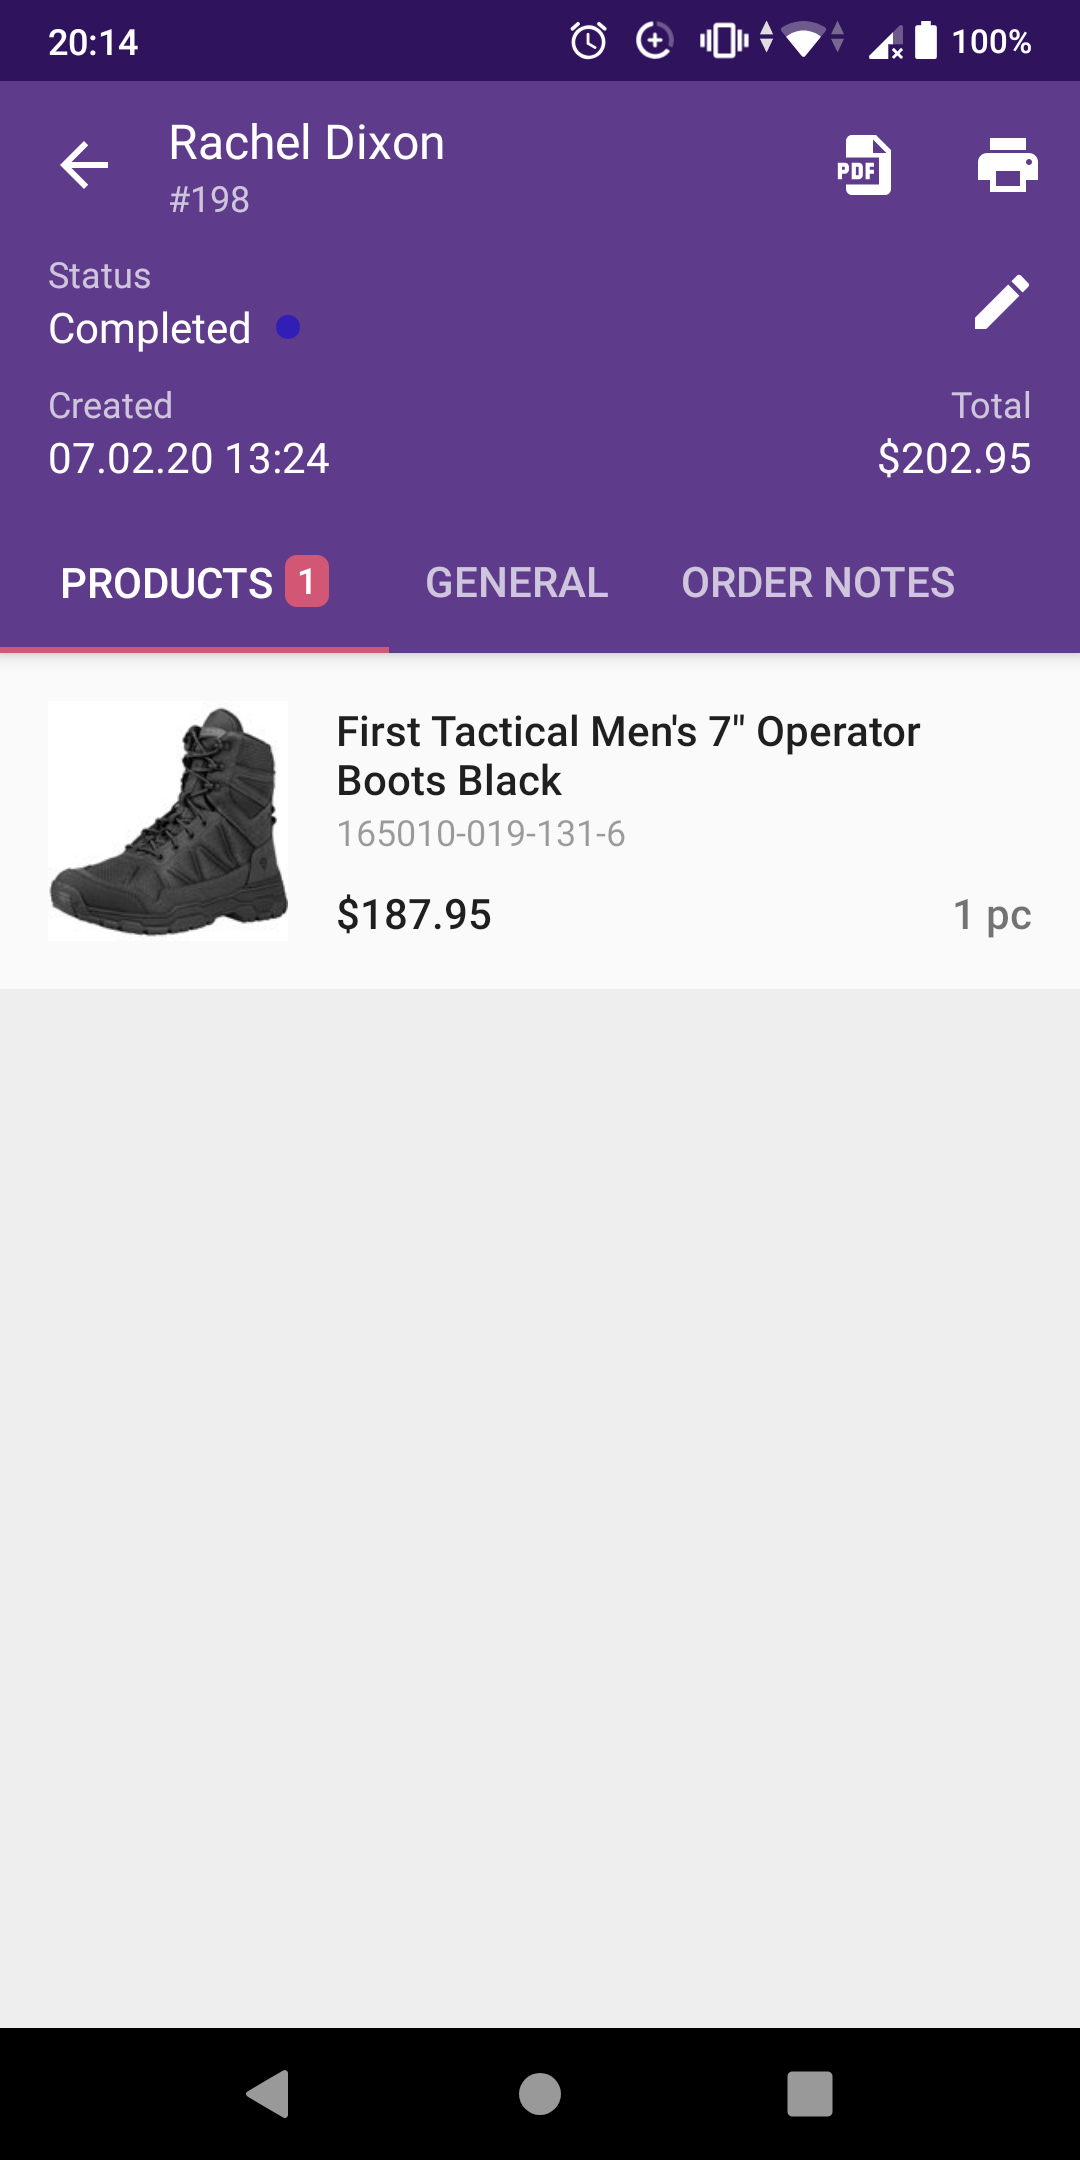 20:14
100%
Rachel Dixon
#198
PDF
Status
Completed
Created
Total
07.02.20 13:24
$202.95
PRODUCTS 1
GENERAL
ORDER NOTES
First Tactical Men's 7" Operator
Boots Black
165010-019-131-6
$187.95
1 pc